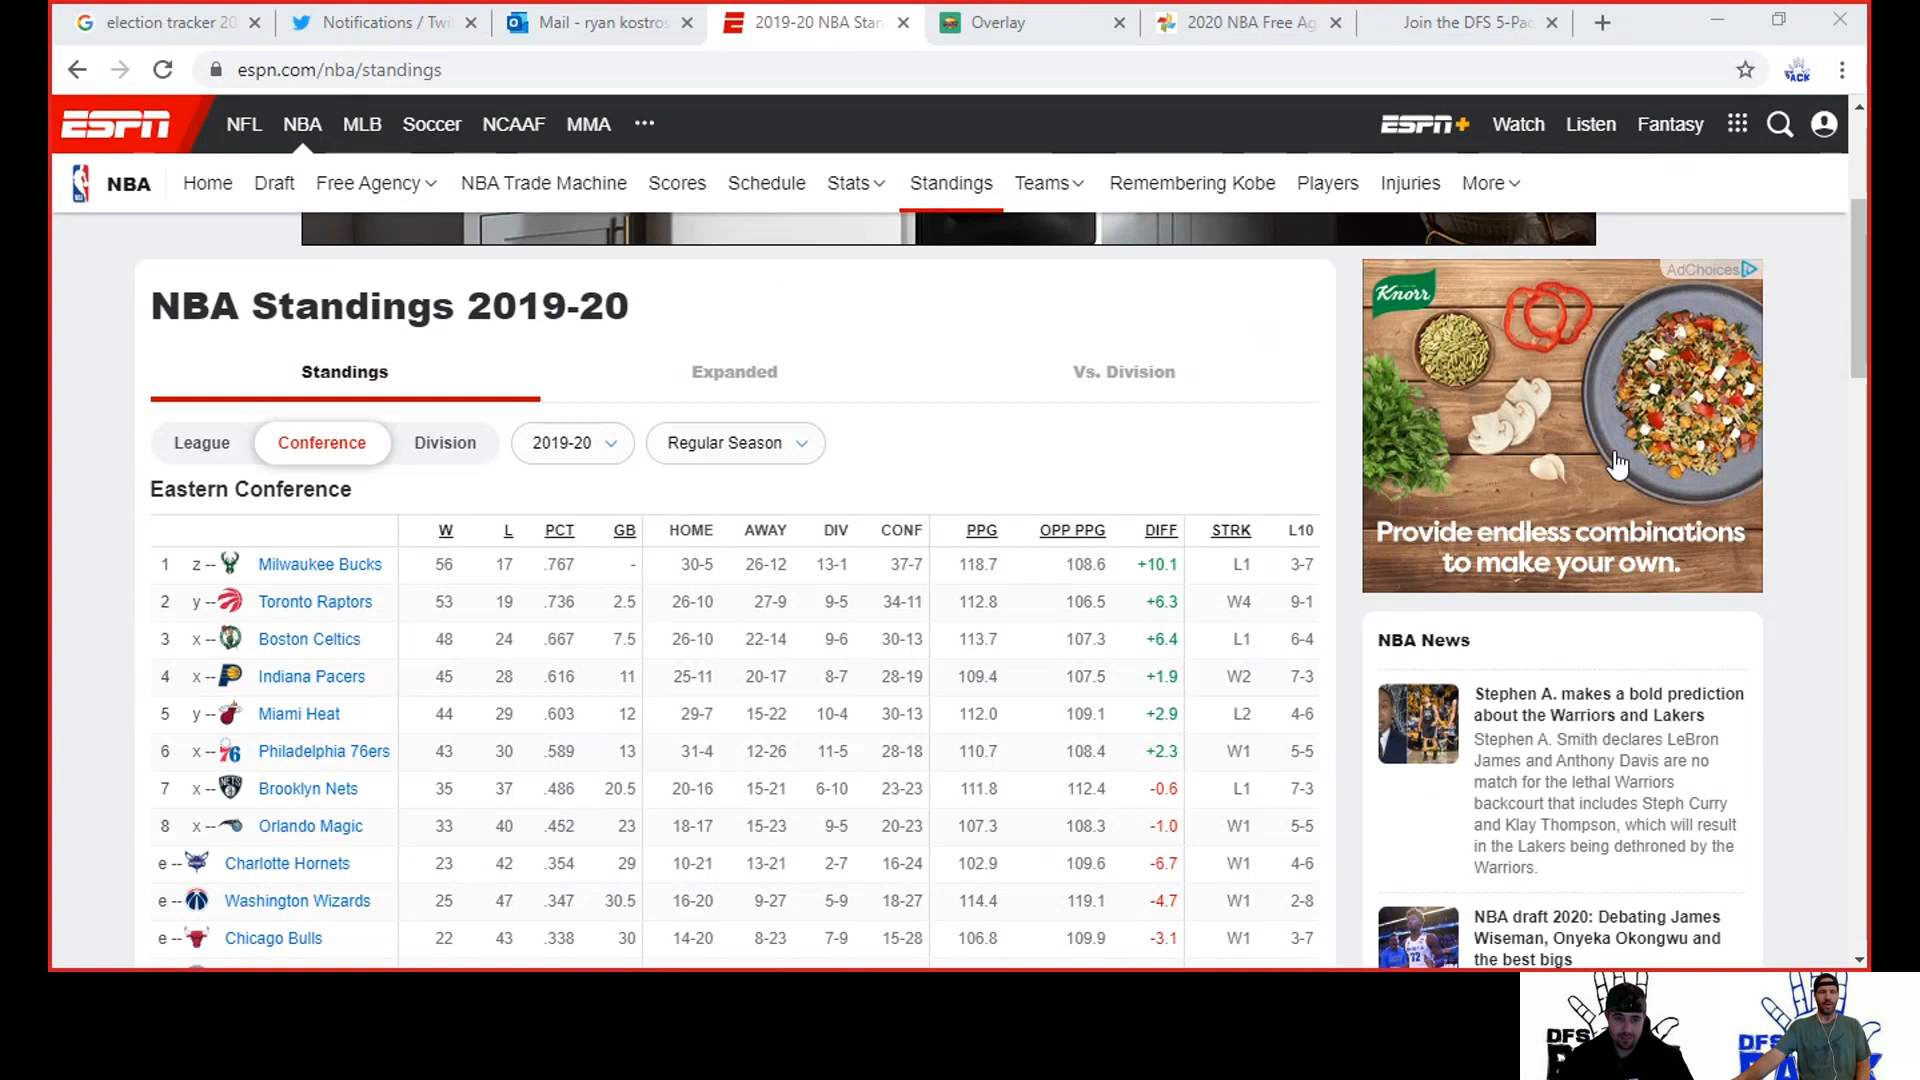 election tracker 20
Notifications / Twi
Mail - ryan kostros
2019-20 NBA Stan
Overlay
2020 NBA Free Ag
Join the DFS 5-Pac
espn.com/nba/standings
ESPN NFL NBA MLB Soccer NCAAF MMA ESPN+ Watch Listen Fantasy
NBA Home Draft Free Agency NBA Trade Machine Scores Schedule Stats Standings Teams Remembering Kobe Players Injuries More
NBA Standings 2019-20
Standings Expanded Vs. Division
League Conference Division 2019-20 Regular Season
Eastern Conference
W L PCT GB HOME AWAY DIV CONF PPG OPP PPG DIFF STRK L10
1 z -- Milwaukee Bucks 56 17 .767 - 30-5 26-12 13-1 37-7 118.7 108.6 +10.1 L1 3-7
2 y -- Toronto Raptors 53 19 .736 2.5 26-10 27-9 9-5 34-11 112.8 106.5 +6.3 W4 9-1
3 x -- Boston Celtics 48 24 .667 7.5 26-10 22-14 9-6 30-13 113.7 107.3 +6.4 L1 6-4
4 x -- Indiana Pacers 45 28 .616 11 25-11 20-17 8-7 28-19 109.4 107.5 +1.9 W2 7-3
5 y -- Miami Heat 44 29 .603 12 29-7 15-22 10-4 30-13 112.0 109.1 +2.9 L2 4-6
6 x -- 76 Philadelphia 76ers 43 30 .589 13 31-4 12-26 11-5 28-18 110.7 108.4 +2.3 W1 5-5
7 x -- Brooklyn Nets 35 37 .486 20.5 20-16 15-21 6-10 23-23 111.8 112.4 -0.6 L1 7-3
8 x -- Orlando Magic 33 40 .452 23 18-17 15-23 9-5 20-23 107.3 108.3 -1.0 W1 5-5
e -- Charlotte Hornets 23 42 .354 29 10-21 13-21 2-7 16-24 102.9 109.6 -6.7 W1 4-6
e -- Washington Wizards 25 47 .347 30.5 16-20 9-27 5-9 18-27 114.4 119.1 -4.7 W1 2-8
e -- Chicago Bulls 22 43 .338 30 14-20 8-23 7-9 15-28 106.8 109.9 -3.1 W1 3-7
AdChoices
Knorr
Provide endless combinations
to make your own.
NBA News
Stephen A. makes a bold prediction
about the Warriors and Lakers
Stephen A. Smith declares LeBron
James and Anthony Davis are no
match for the lethal Warriors
backcourt that includes Steph Curry
and Klay Thompson, which will result
in the Lakers being dethroned by the
Warriors.
NBA draft 2020: Debating James
Wiseman, Onyeka Okongwu and
the best bigs
DFS
DFS